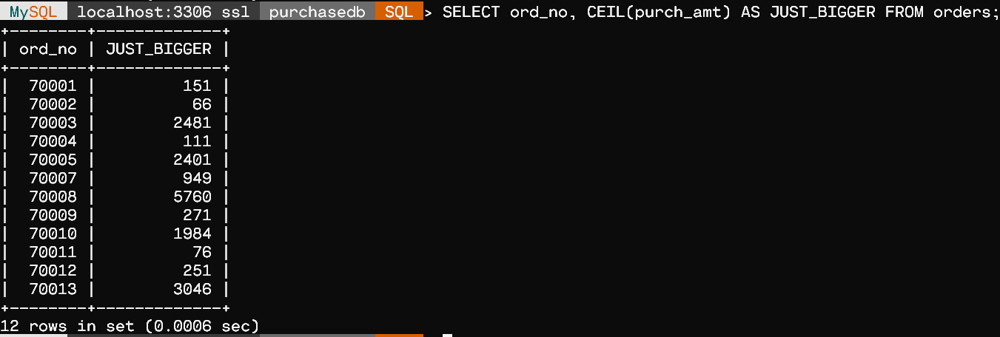 MySQL localhost:3306 ssl purchasedb SQL > SELECT ord_no, CEIL(purch_amt) AS JUST_BIGGER FROM orders;
+--------+-------------+
| ord_no | JUST_BIGGER |
+--------+-------------+
|  70001 |         151 |
|  70002 |          66 |
|  70003 |        2481 |
|  70004 |         111 |
|  70005 |        2401 |
|  70007 |         949 |
|  70008 |        5760 |
|  70009 |         271 |
|  70010 |        1984 |
|  70011 |          76 |
|  70012 |         251 |
|  70013 |        3046 |
+--------+-------------+
12 rows in set (0.0006 sec)